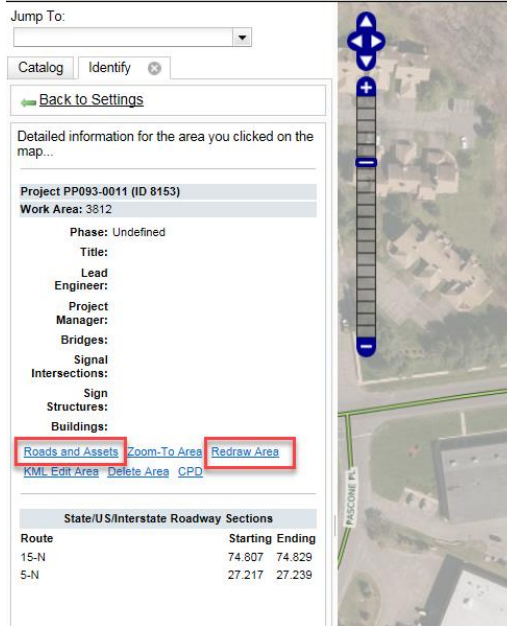 Jump To:
Catalog Identify
Back to Settings
Detailed information for the area you clicked on the
map...
Project PP093-0011 (ID 8153)
Work Area: 3812
Phase: Undefined
Title:
Lead
Engineer:
Project
Manager:
Bridges:
Signal
Intersections:
Sign
Structures:
Buildings:
Roads and Assets Zoom-To Area Redraw Area
KML Edit Area Delete Area CPD
State/US/Interstate Roadway Sections
Route Starting Ending
15-N 74.807 74.829
5-N 27.217 27.239
PASCONE PL